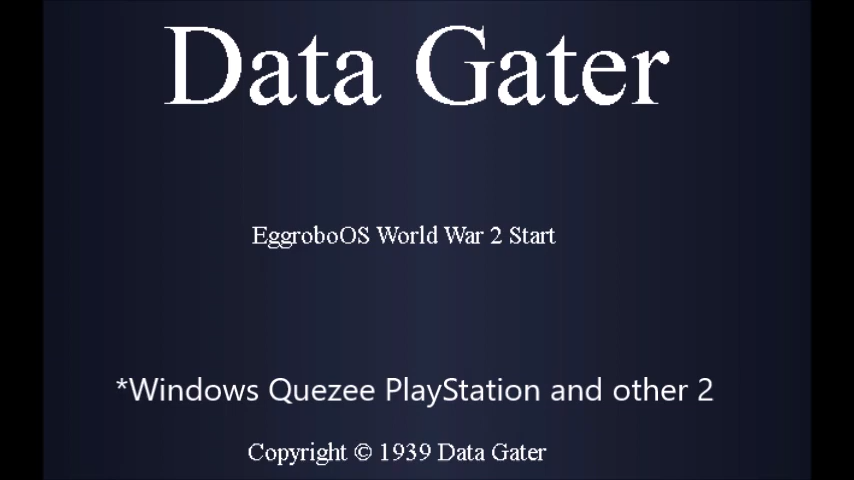 Data Gater
EggroboOS World War 2 Start
*Windows Quezee PlayStation and other 2
Copyright © 1939 Data Gater